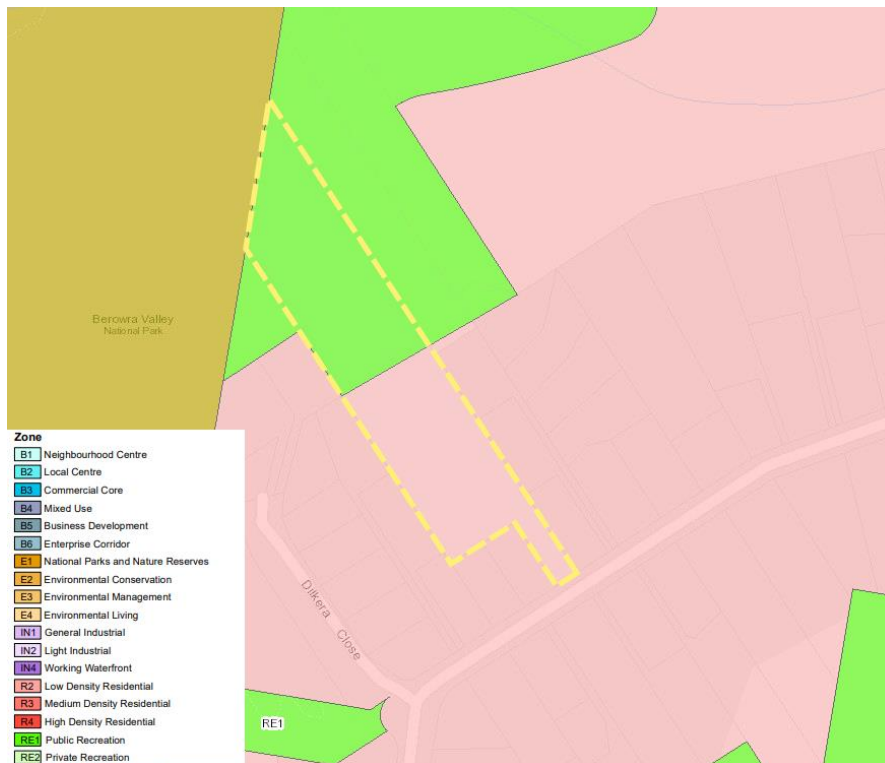 Berowra Valley
National Park
Zone
B1 Neighbourhood Centre
B2 Local Centre
B3 Commercial Core
B4 Mixed Use
B5 Business Development
B6 Enterprise Corridor
E1 National Parks and Nature Reserves
E2 Environmental Conservation
E3 Environmental Management
E4 Environmental Living
IN1 General Industrial
IN2 Light Industrial
IN4 Working Waterfront
R2 Low Density Residential
R3 Medium Density Residential
R4 High Density Residential
RE1 Public Recreation
RE2 Private Recreation
Dilkera Close
RE1